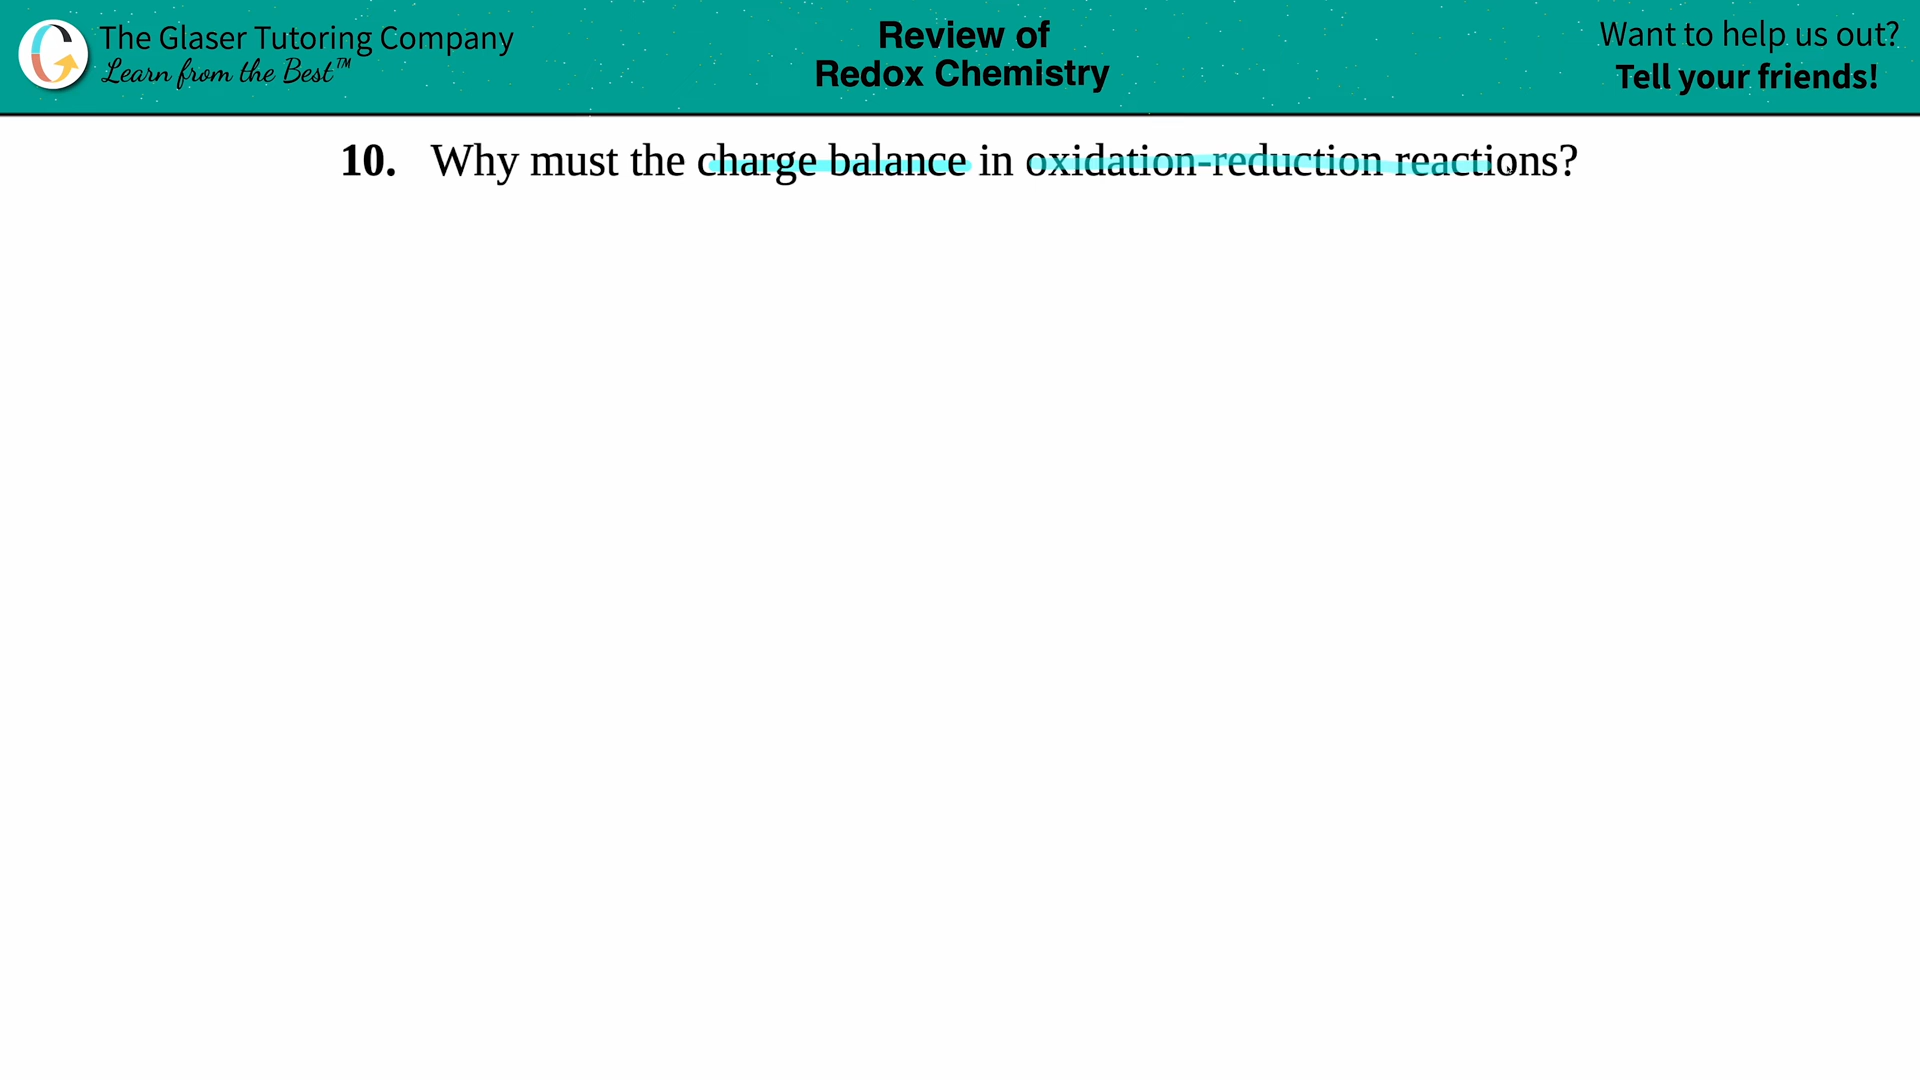 The Glaser Tutoring Company
Learn from the Best™
Review of
Redox Chemistry
Want to help us out?
Tell your friends!
10. Why must the charge balance in oxidation-reduction reactions?